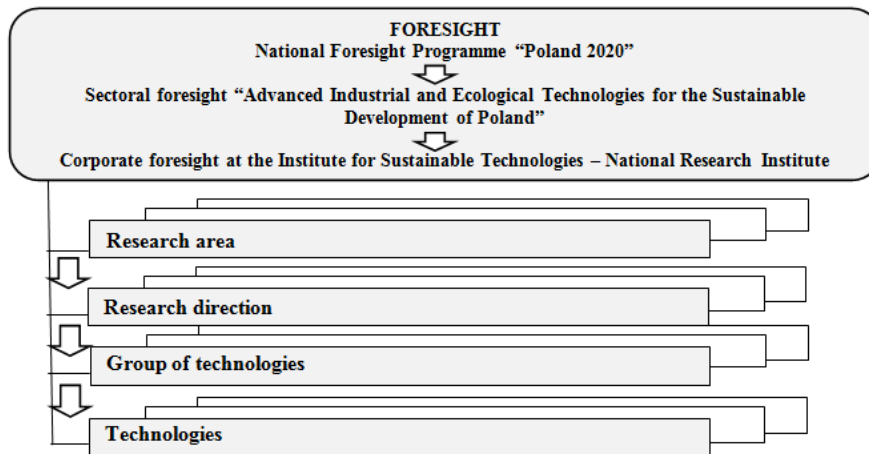 FORESIGHT
National Foresight Programme “Poland 2020”
Sectoral foresight “Advanced Industrial and Ecological Technologies for the Sustainable
Development of Poland”
Corporate foresight at the Institute for Sustainable Technologies – National Research Institute
Research area
Research direction
Group of technologies
Technologies